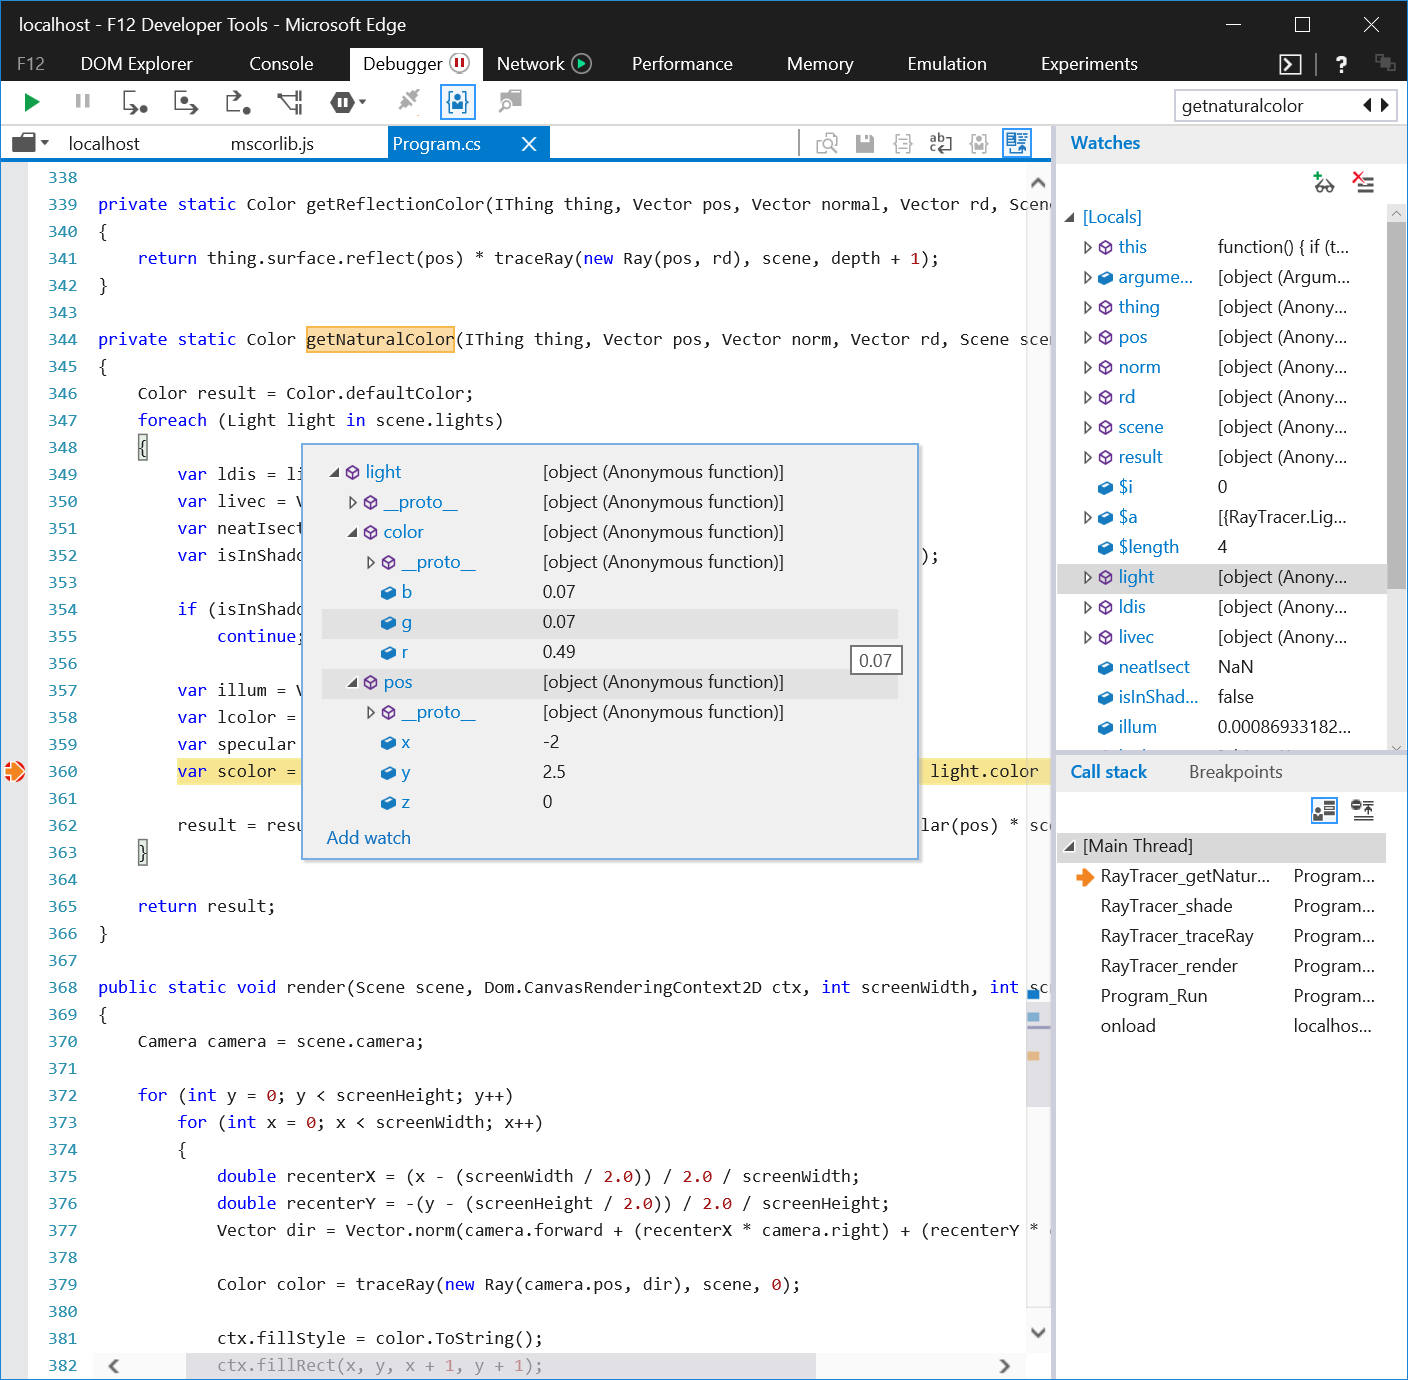 localhost - F12 Developer Tools - Microsoft Edge
F12 DOM Explorer Console Debugger Network Performance Memory Emulation Experiments ?
getnaturalcolor
localhost mscorlib.js Program.cs
338
339 private static Color getReflectionColor(IThing thing, Vector pos, Vector normal, Vector rd, Scene
340 {
341 return thing.surface.reflect(pos) * traceRay(new Ray(pos, rd), scene, depth + 1);
342 }
343
344 private static Color getNaturalColor(IThing thing, Vector pos, Vector norm, Vector rd, Scene scen
345 {
346 Color result = Color.defaultColor;
347 foreach (Light light in scene.lights)
348 {
349 var ldis = li
350 var livec = V
351 var neatIsect
352 var isInShado );
353
354 if (isInShado
355 continue;
356
357 var illum = V
358 var lcolor =
359 var specular
360 var scolor = light.color
361
362 result = resu lar(pos) * sco
363 }
364
365 return result;
366 }
367
368 public static void render(Scene scene, Dom.CanvasRenderingContext2D ctx, int screenWidth, int scr
369 {
370 Camera camera = scene.camera;
371
372 for (int y = 0; y < screenHeight; y++)
373 for (int x = 0; x < screenWidth; x++)
374 {
375 double recenterX = (x - (screenWidth / 2.0)) / 2.0 / screenWidth;
376 double recenterY = -(y - (screenHeight / 2.0)) / 2.0 / screenHeight;
377 Vector dir = Vector.norm(camera.forward + (recenterX * camera.right) + (recenterY *
378
379 Color color = traceRay(new Ray(camera.pos, dir), scene, 0);
380
381 ctx.fillStyle = color.ToString();
382 ctx.fillRect(x, y, x + 1, y + 1);
light [object (Anonymous function)]
__proto__ [object (Anonymous function)]
color [object (Anonymous function)]
__proto__ [object (Anonymous function)]
b 0.07
g 0.07
r 0.49
0.07
pos [object (Anonymous function)]
__proto__ [object (Anonymous function)]
x -2
y 2.5
z 0
Add watch
Watches
[Locals]
this function() { if (t...
argume... [object (Argum...
thing [object (Anony...
pos [object (Anony...
norm [object (Anony...
rd [object (Anony...
scene [object (Anony...
result [object (Anony...
$i 0
$a [{RayTracer.Lig...
$length 4
light [object (Anony...
ldis [object (Anony...
livec [object (Anony...
neatIsect NaN
isInShad... false
illum 0.00086933182...
Call stack Breakpoints
[Main Thread]
RayTracer_getNatur... Program...
RayTracer_shade Program...
RayTracer_traceRay Program...
RayTracer_render Program...
Program_Run Program...
onload localhos...